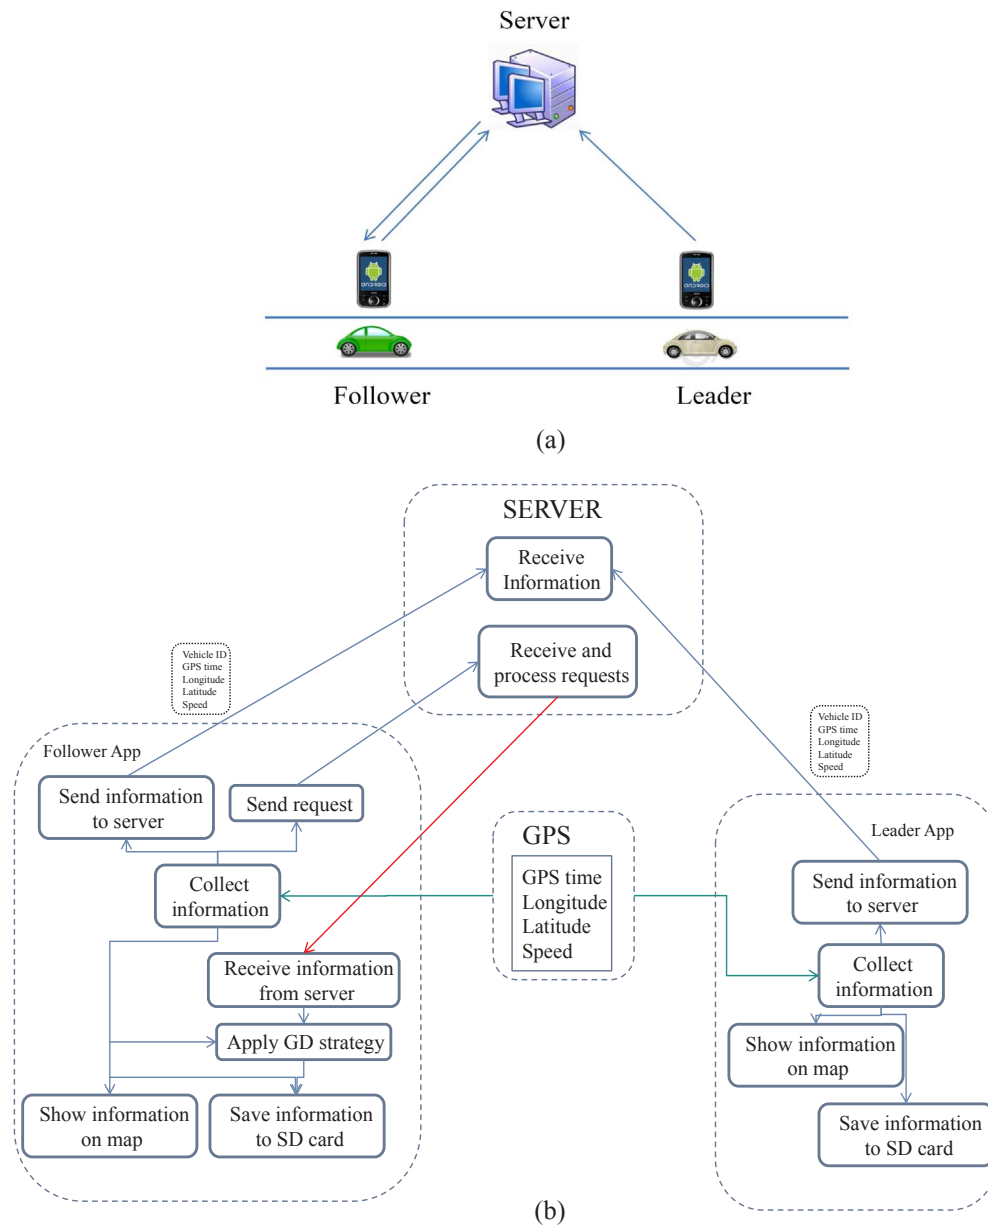 Server
ANDROID
ANDROID
Follower
Leader
(a)
SERVER
Receive
Information
Receive and
process requests
Vehicle ID
GPS time
Longitude
Latitude
Speed
Vehicle ID
GPS time
Longitude
Latitude
Speed
Follower App
Send information
to server
Send request
Collect
information
Receive information
from server
Apply GD strategy
Show information
on map
Save information
to SD card
GPS
GPS time
Longitude
Latitude
Speed
Leader App
Send information
to server
Collect
information
Show information
on map
Save information
to SD card
(b)